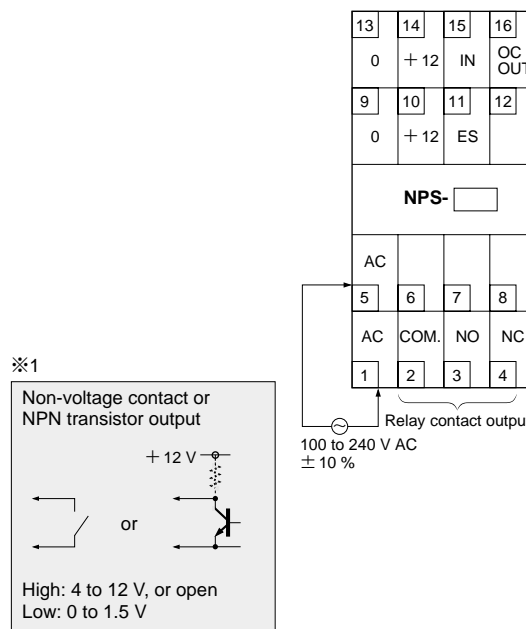 13 14 15 16
0 +12 IN OC
OUT
9 10 11 12
0 +12 ES
NPS-
AC
5 6 7 8
AC COM. NO NC
1 2 3 4
Relay contact output
100 to 240 V AC
±10 %
※1
Non-voltage contact or
NPN transistor output
+12 V
or
High: 4 to 12 V, or open
Low: 0 to 1.5 V